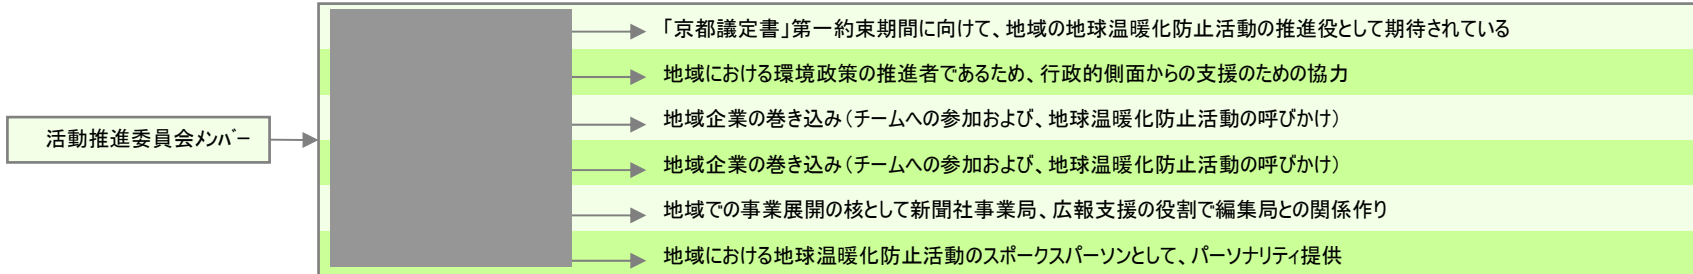 「京都議定書」第一約束期間に向けて、地域の地球温暖化防止活動の推進役として期待されている
地域における環境政策の推進者であるため、行政的側面からの支援のための協力
地域企業の巻き込み（チームへの参加および、地球温暖化防止活動の呼びかけ）
活動推進委員会ﾒﾝﾊﾞｰ
地域企業の巻き込み（チームへの参加および、地球温暖化防止活動の呼びかけ）
地域での事業展開の核として新聞社事業局、広報支援の役割で編集局との関係作り
地域における地球温暖化防止活動のスポークスパーソンとして、パーソナリティ提供